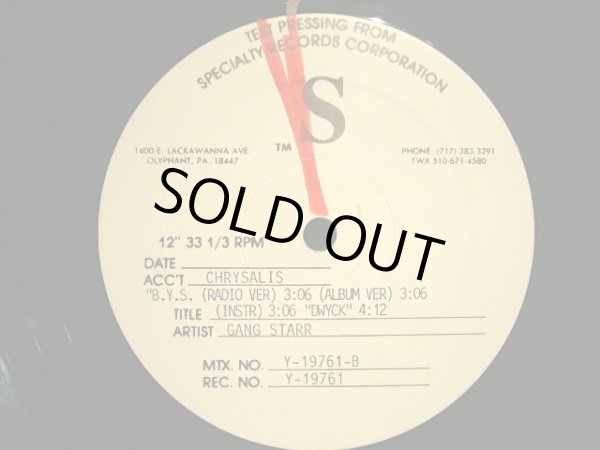 TEST PRESSING FROM
SPECIALTY RECORDS CORPORATION
S
TM
1400 E. LACKAWANNA AVE.
OLYPHANT, PA. 18447
PHONE: (717) 383-3291
TWX 510-671-4580
SOLD OUT
12" 33 1/3 RPM
DATE
ACC'T CHRYSALIS
"B.Y.S. (RADIO VER) 3:06 (ALBUM VER) 3:06
TITLE (INSTR) 3:06 "DWYCK" 4:12
ARTIST GANG STARR
MTX. NO. Y-19761-B
REC. NO. Y-19761